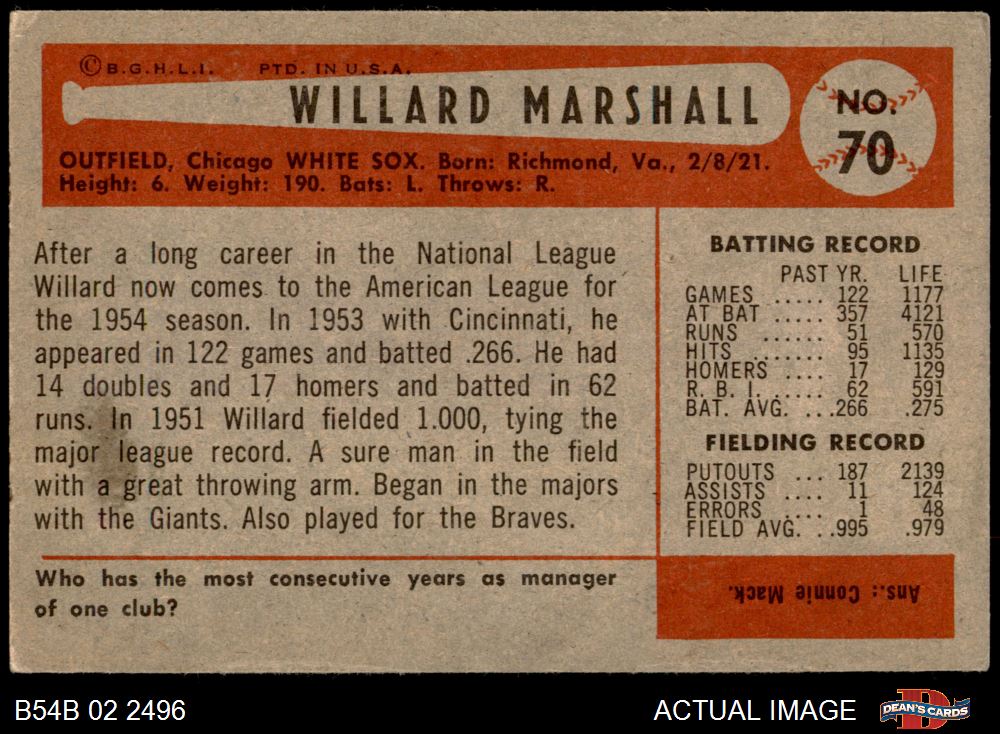 ©B.G.H.L.I. PTD. IN U.S.A.
WILLARD MARSHALL
NO.
70
OUTFIELD, Chicago WHITE SOX. Born: Richmond, Va., 2/8/21.
Height: 6. Weight: 190. Bats: L. Throws: R.
After a long career in the National League
Willard now comes to the American League for
the 1954 season. In 1953 with Cincinnati, he
appeared in 122 games and batted .266. He had
14 doubles and 17 homers and batted in 62
runs. In 1951 Willard fielded 1.000, tying the
major league record. A sure man in the field
with a great throwing arm. Began in the majors
with the Giants. Also played for the Braves.
BATTING RECORD
PAST YR. LIFE
GAMES ..... 122 1177
AT BAT ..... 357 4121
RUNS ...... 51 570
HITS ....... 95 1135
HOMERS .... 17 129
R. B. I. ..... 62 591
BAT. AVG. ...266 .275
FIELDING RECORD
PUTOUTS ... 187 2139
ASSISTS .... 11 124
ERRORS .... 1 48
FIELD AVG. ..995 .979
Who has the most consecutive years as manager
of one club?
Ans.: Connie Mack.
B54B 02 2496
ACTUAL IMAGE
D
DEAN'S CARDS